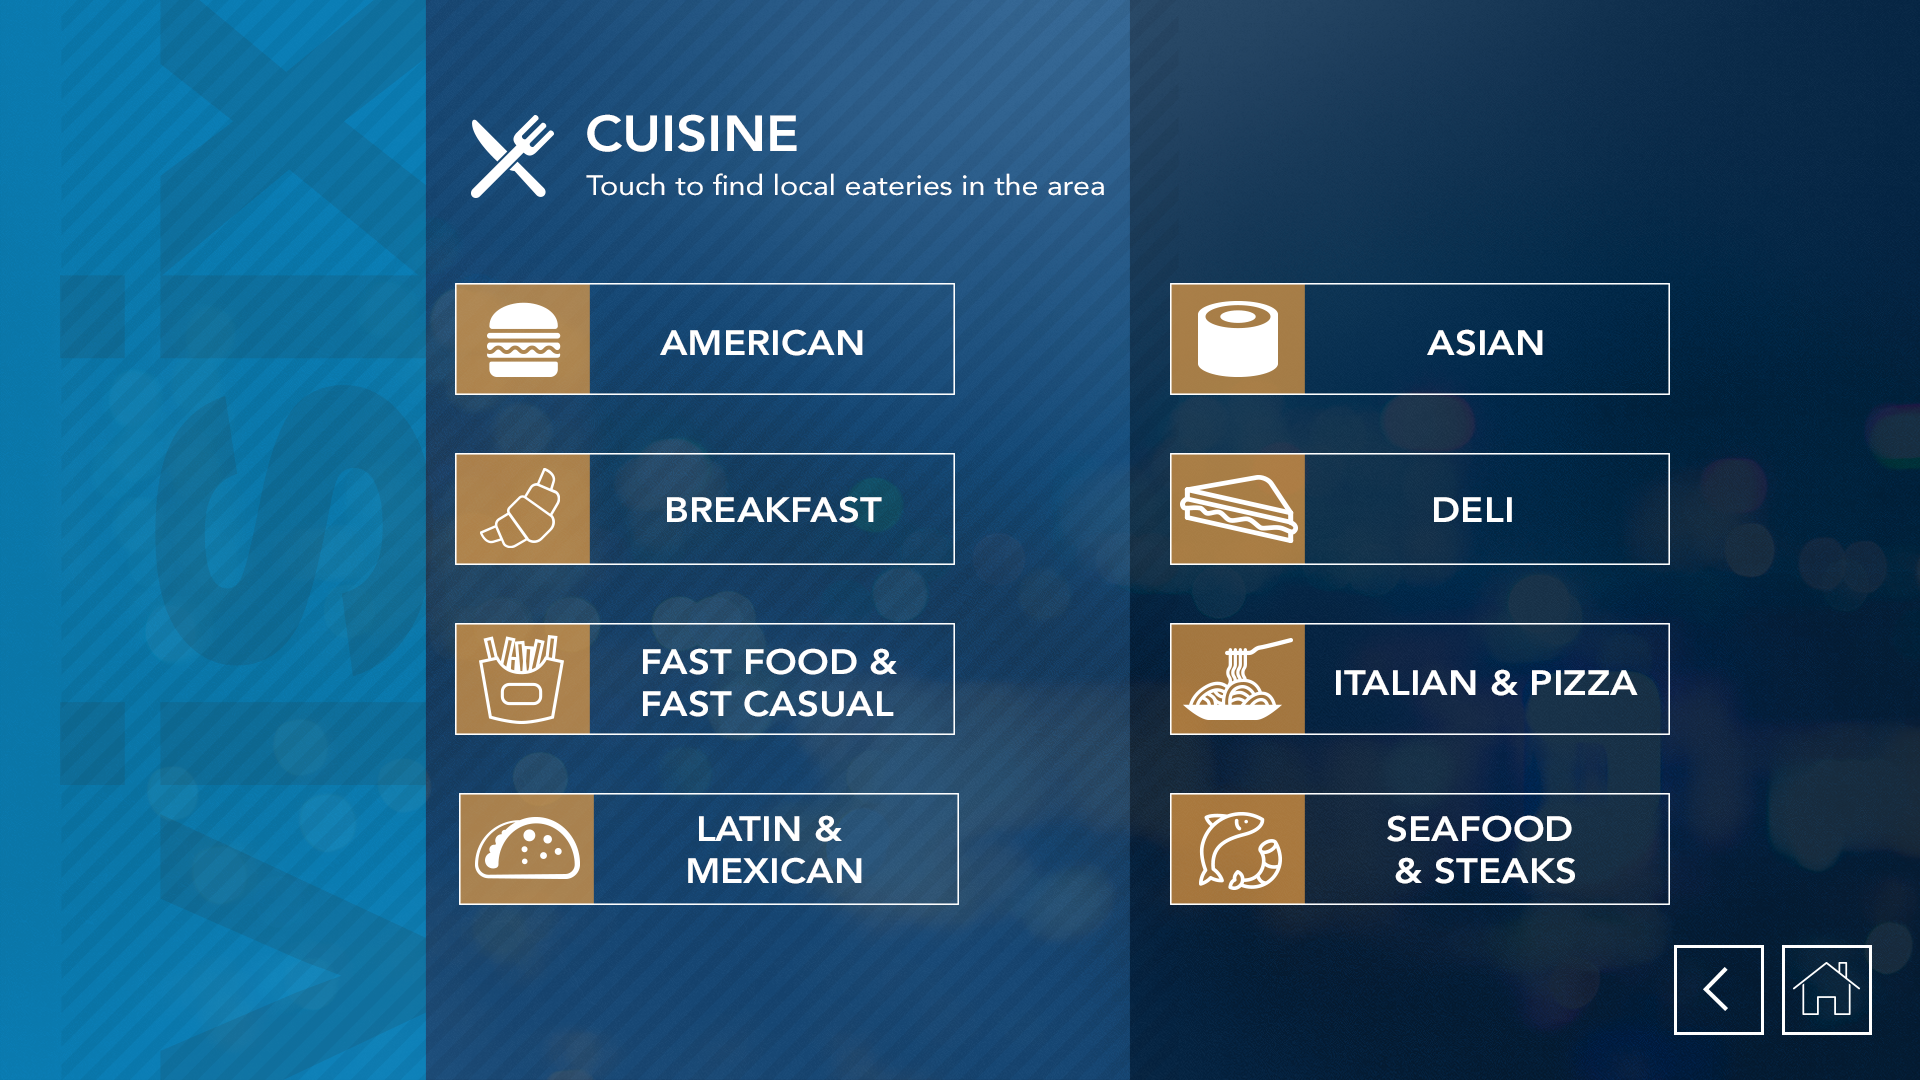 Visix
CUISINE
Touch to find local eateries in the area
AMERICAN
ASIAN
BREAKFAST
DELI
FAST FOOD &
FAST CASUAL
ITALIAN & PIZZA
LATIN &
MEXICAN
SEAFOOD
& STEAKS